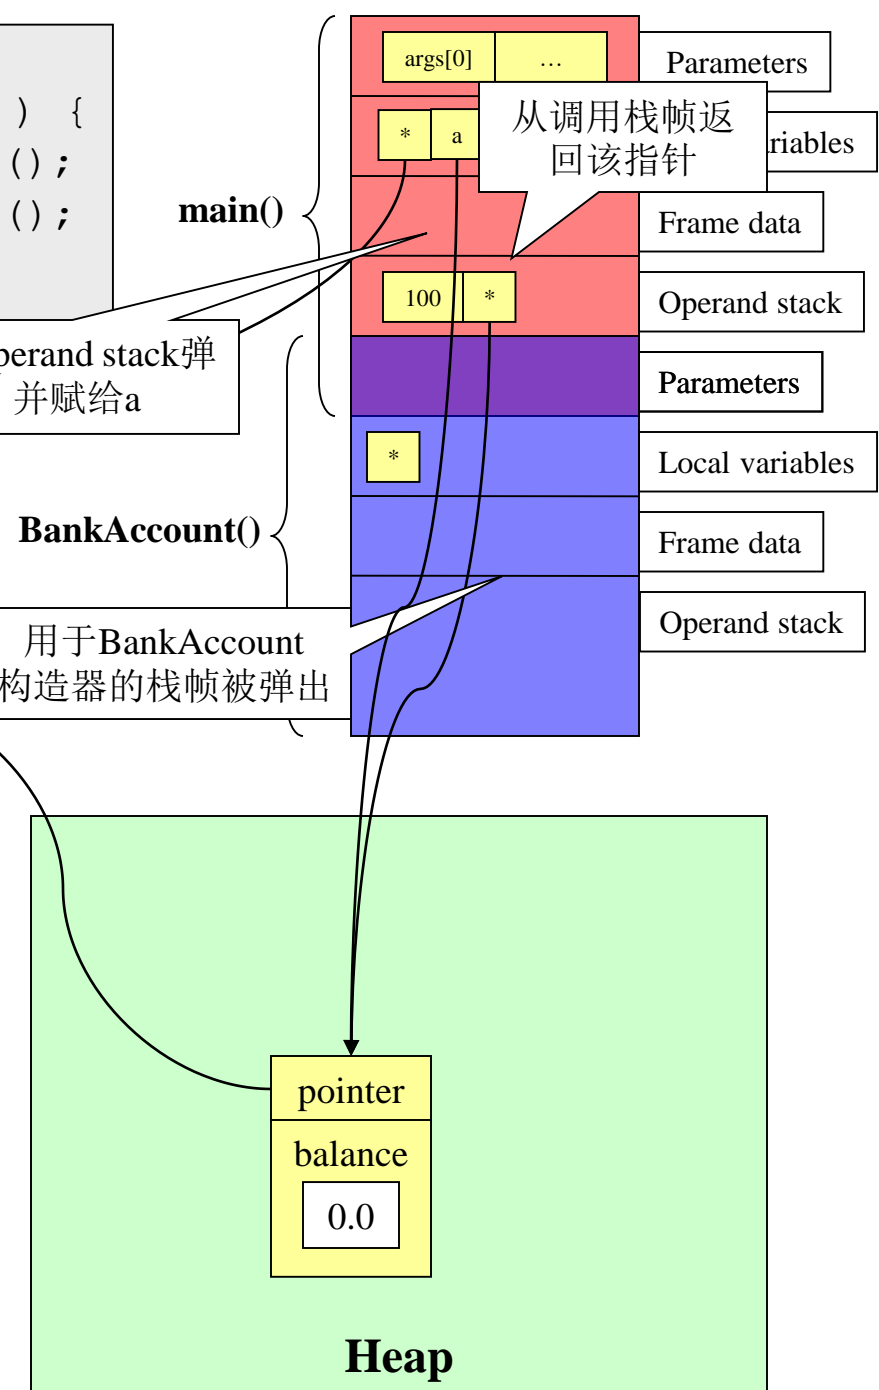 ) {
();
();
args[0]
…
Parameters
从调用栈帧返
回该指针
*
a
riables
main()
Frame data
100
*
Operand stack
perand stack弹
并赋给a
Parameters
*
Local variables
BankAccount()
Frame data
Operand stack
用于BankAccount
构造器的栈帧被弹出
pointer
balance
0.0
Heap